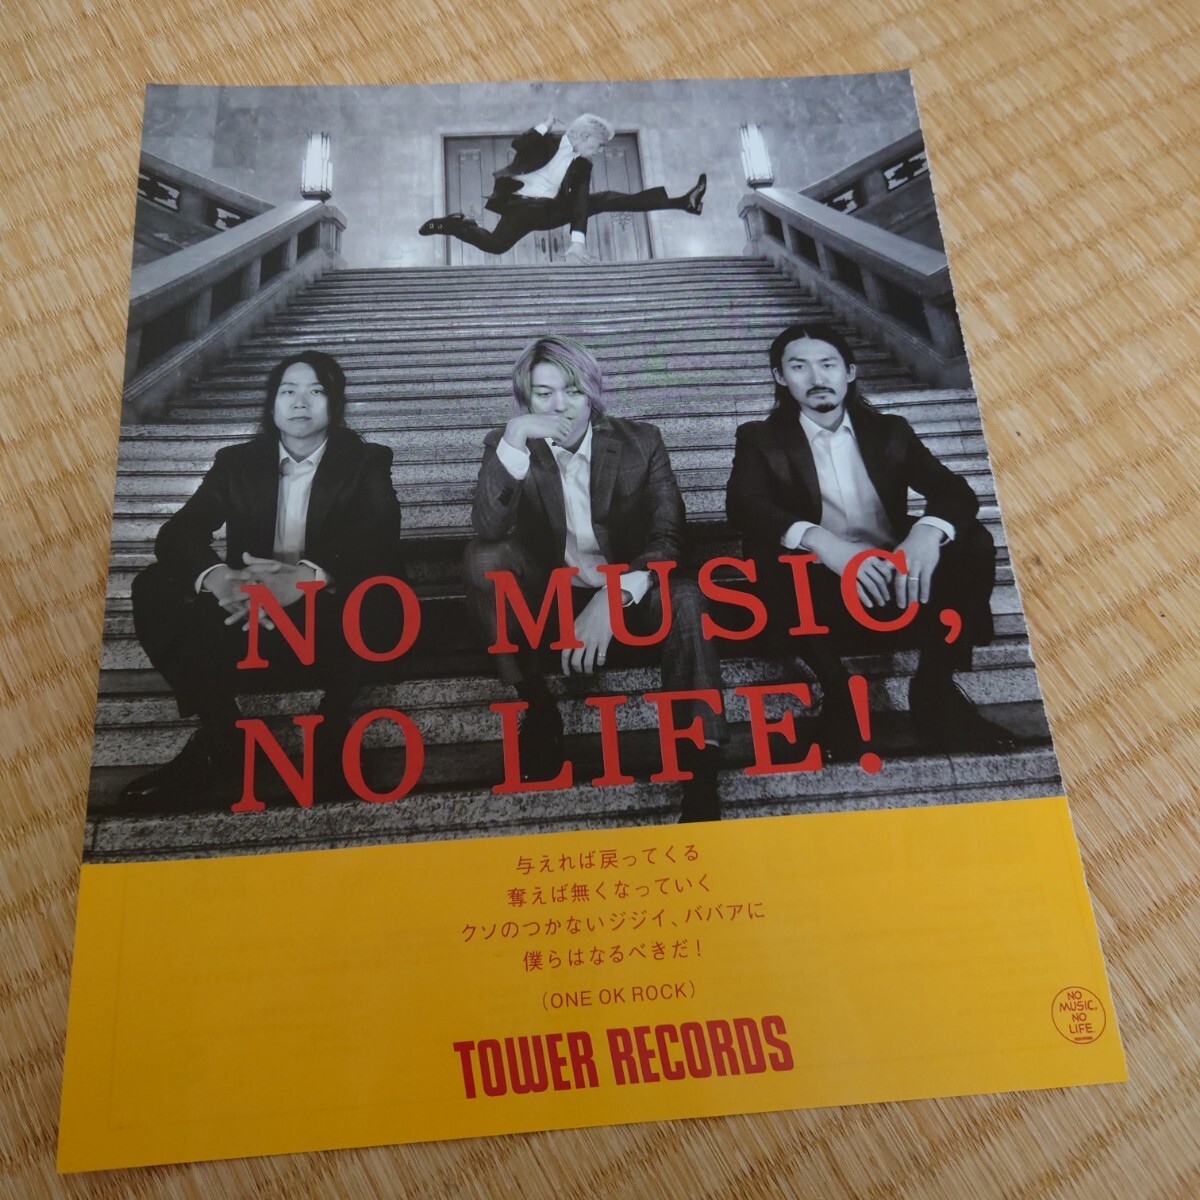 NO MUSIC,
NO LIFE!
与えれば戻ってくる
奪えば無くなっていく
クソのつかないジジイ、ババアに
僕らはなるべきだ!
(ONE OK ROCK)
TOWER RECORDS
NO
MUSIC,
NO
LIFE.